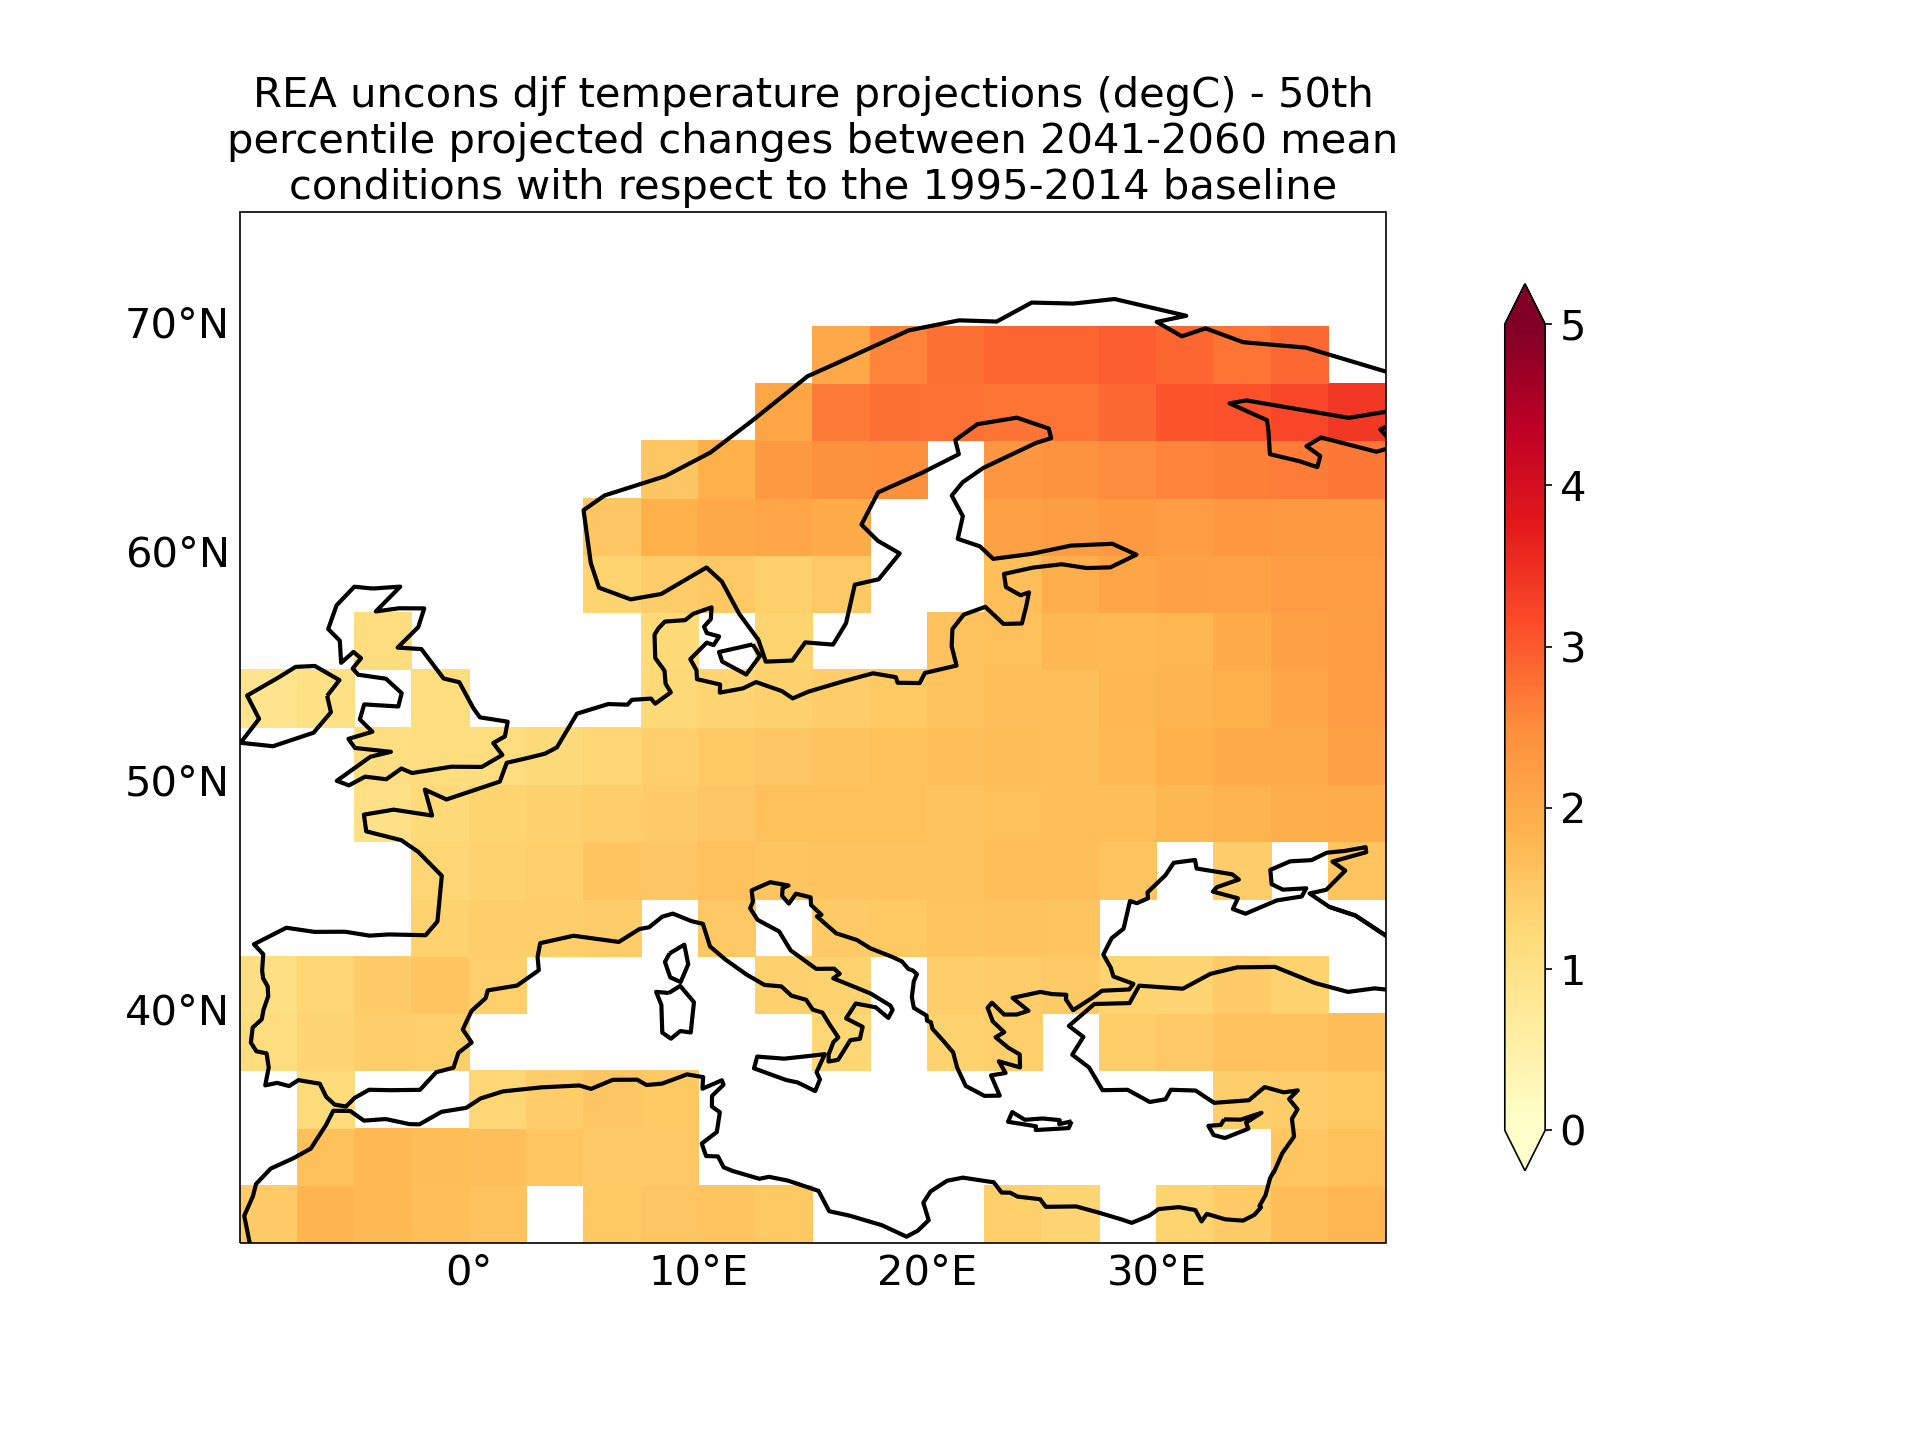 REA uncons djf temperature projections (degC) - 50th
percentile projected changes between 2041-2060 mean
conditions with respect to the 1995-2014 baseline
70°N
60°N
50°N
40°N
0°
10°E
20°E
30°E
5
4
3
2
1
0